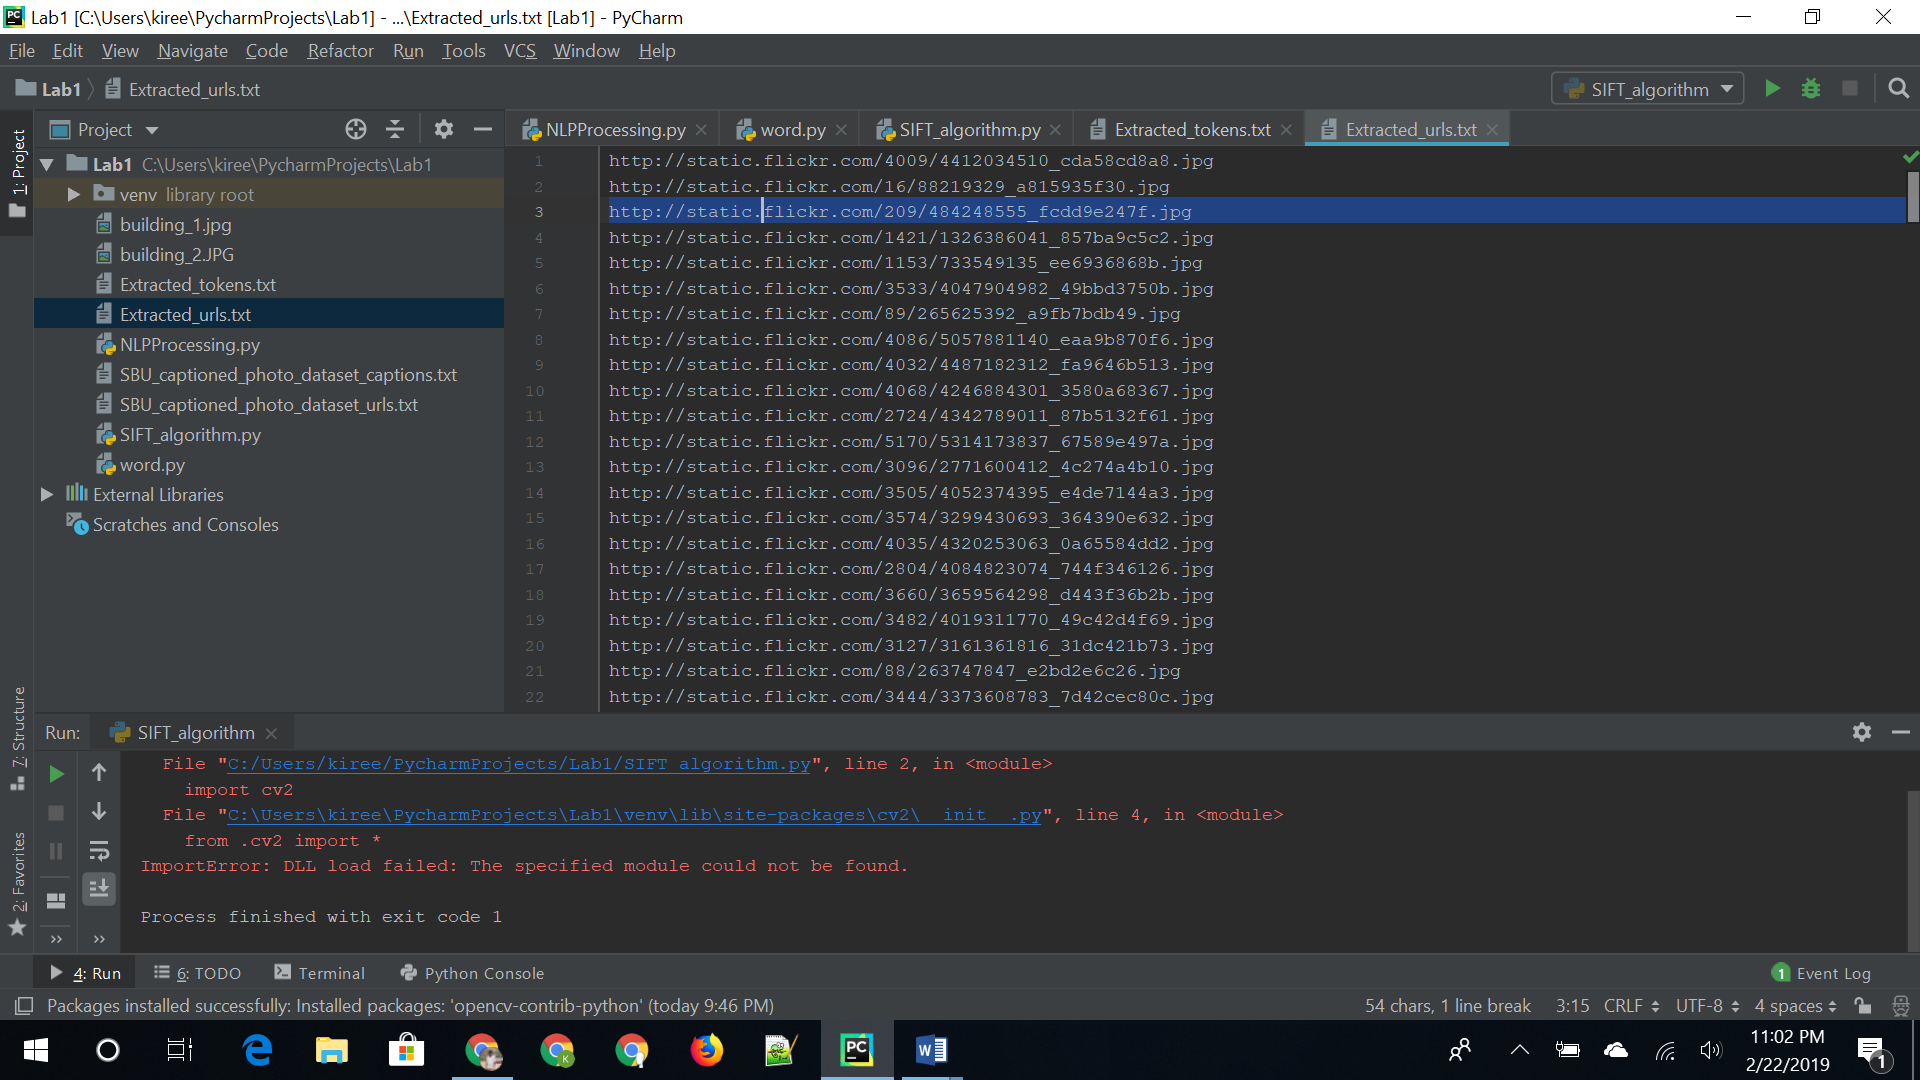 Lab1 [C:\Users\kiree\PycharmProjects\Lab1] - ...\Extracted_urls.txt [Lab1] - PyCharm
File Edit View Navigate Code Refactor Run Tools VCS Window Help
Lab1 Extracted_urls.txt SIFT_algorithm
Project NLPProcessing.py word.py SIFT_algorithm.py Extracted_tokens.txt Extracted_urls.txt
1: Project
Lab1 C:\Users\kiree\PycharmProjects\Lab1
venv library root
building_1.jpg
building_2.JPG
Extracted_tokens.txt
Extracted_urls.txt
NLPProcessing.py
SBU_captioned_photo_dataset_captions.txt
SBU_captioned_photo_dataset_urls.txt
SIFT_algorithm.py
word.py
External Libraries
Scratches and Consoles
1 http://static.flickr.com/4009/4412034510_cda58cd8a8.jpg
2 http://static.flickr.com/16/88219329_a815935f30.jpg
3 http://static.flickr.com/209/484248555_fcdd9e247f.jpg
4 http://static.flickr.com/1421/1326386041_857ba9c5c2.jpg
5 http://static.flickr.com/1153/733549135_ee6936868b.jpg
6 http://static.flickr.com/3533/4047904982_49bbd3750b.jpg
7 http://static.flickr.com/89/265625392_a9fb7bdb49.jpg
8 http://static.flickr.com/4086/5057881140_eaa9b870f6.jpg
9 http://static.flickr.com/4032/4487182312_fa9646b513.jpg
10 http://static.flickr.com/4068/4246884301_3580a68367.jpg
11 http://static.flickr.com/2724/4342789011_87b5132f61.jpg
12 http://static.flickr.com/5170/5314173837_67589e497a.jpg
13 http://static.flickr.com/3096/2771600412_4c274a4b10.jpg
14 http://static.flickr.com/3505/4052374395_e4de7144a3.jpg
15 http://static.flickr.com/3574/3299430693_364390e632.jpg
16 http://static.flickr.com/4035/4320253063_0a65584dd2.jpg
17 http://static.flickr.com/2804/4084823074_744f346126.jpg
18 http://static.flickr.com/3660/3659564298_d443f36b2b.jpg
19 http://static.flickr.com/3482/4019311770_49c42d4f69.jpg
20 http://static.flickr.com/3127/3161361816_31dc421b73.jpg
21 http://static.flickr.com/88/263747847_e2bd2e6c26.jpg
22 http://static.flickr.com/3444/3373608783_7d42cec80c.jpg
7: Structure
2: Favorites
Run: SIFT_algorithm
File "C:/Users/kiree/PycharmProjects/Lab1/SIFT_algorithm.py", line 2, in <module>
import cv2
File "C:\Users\kiree\PycharmProjects\Lab1\venv\lib\site-packages\cv2\__init__.py", line 4, in <module>
from .cv2 import *
ImportError: DLL load failed: The specified module could not be found.
Process finished with exit code 1
4: Run 6: TODO Terminal Python Console 1 Event Log
Packages installed successfully: Installed packages: 'opencv-contrib-python' (today 9:46 PM) 54 chars, 1 line break 3:15 CRLF UTF-8 4 spaces
11:02 PM
2/22/2019
1